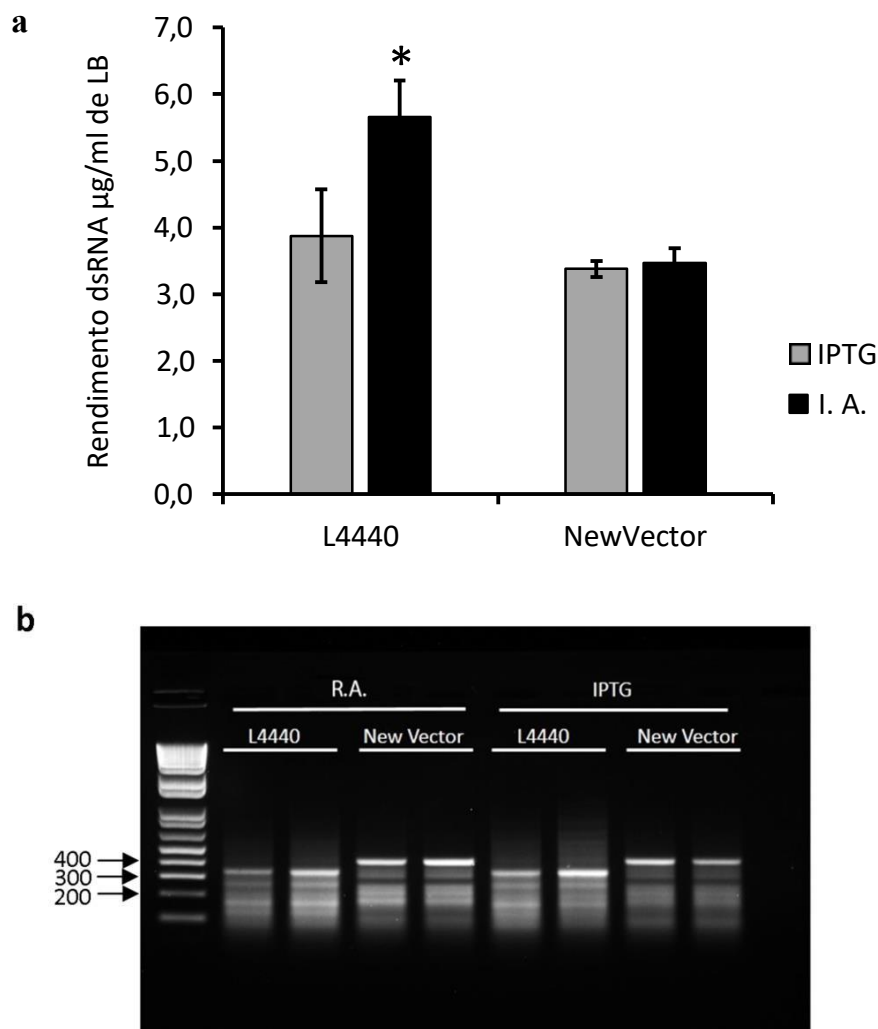 a
Rendimento dsRNA µg/ml de LB
7,0
6,0
5,0
4,0
3,0
2,0
1,0
0,0
*
L4440
NewVector
IPTG
I. A.
b
R.A.
IPTG
L4440
New Vector
L4440
New Vector
400
300
200